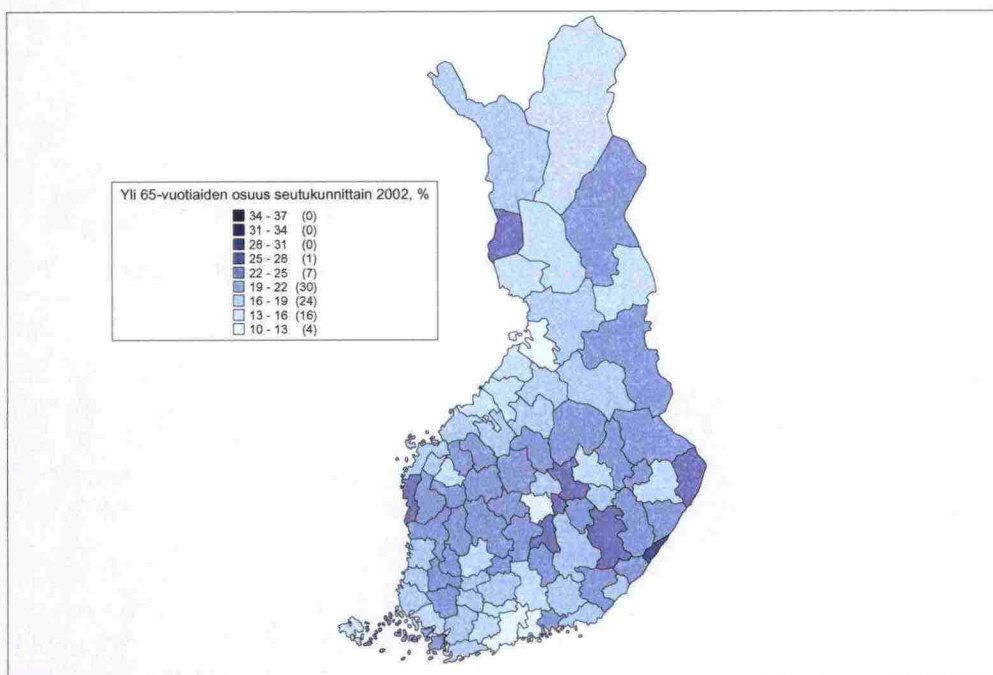 Yli 65-vuotiaiden osuus seutukunnittain 2002, %
34 - 37 (0)
31 - 34 (0)
28 - 31 (0)
25 - 28 (1)
22 - 25 (7)
19 - 22 (30)
16 - 19 (24)
13 - 16 (16)
10 - 13 (4)